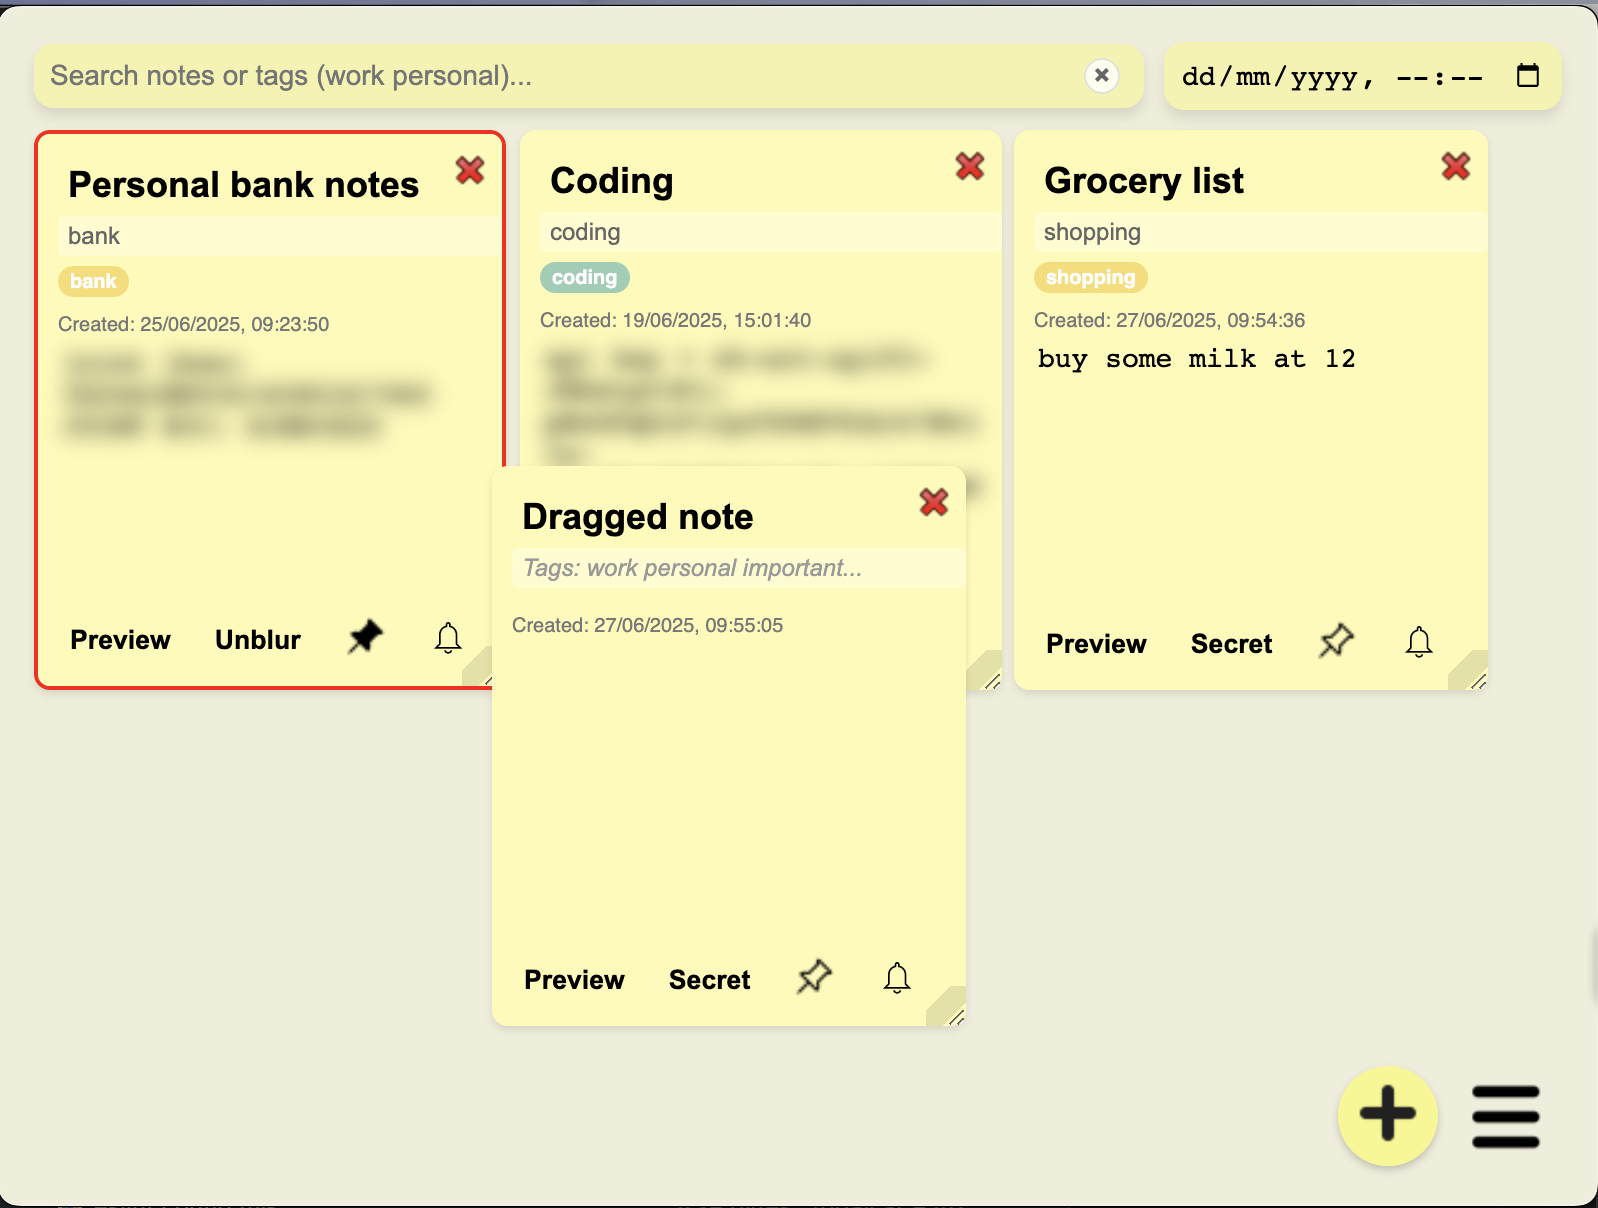 Search notes or tags (work personal)...
dd/mm/yyyy, --:--
Personal bank notes
bank
bank
Created: 25/06/2025, 09:23:50
Preview Unblur
Coding
coding
coding
Created: 19/06/2025, 15:01:40
Grocery list
shopping
shopping
Created: 27/06/2025, 09:54:36
buy some milk at 12
Preview Secret
Dragged note
Tags: work personal important...
Created: 27/06/2025, 09:55:05
Preview Secret